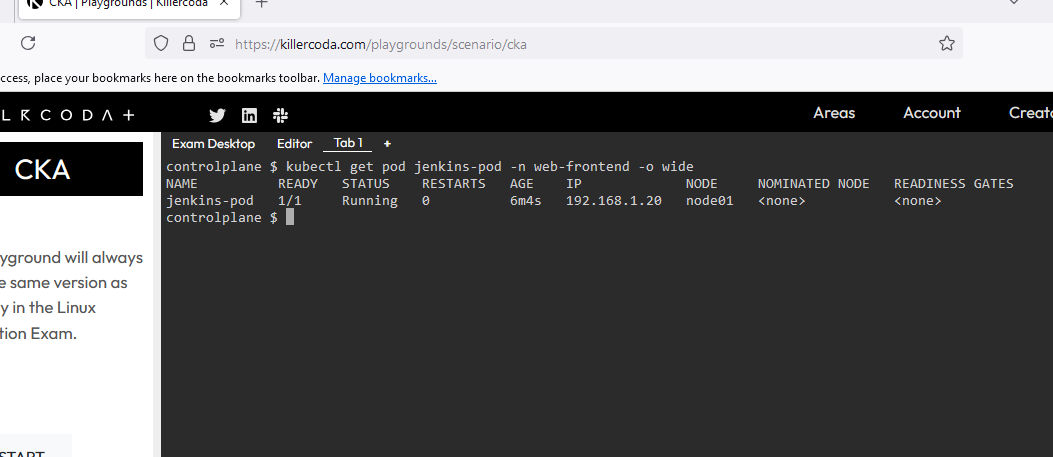 CKA | Playgrounds | Killercoda
https://killercoda.com/playgrounds/scenario/cka
ccess, place your bookmarks here on the bookmarks toolbar. Manage bookmarks...
LRCODA+
Areas Account Creato
Exam Desktop Editor Tab 1 +
CKA
controlplane $ kubectl get pod jenkins-pod -n web-frontend -o wide
NAME READY STATUS RESTARTS AGE IP NODE NOMINATED NODE READINESS GATES
jenkins-pod 1/1 Running 0 6m4s 192.168.1.20 node01 <none> <none>
controlplane $
yground will always
e same version as
y in the Linux
tion Exam.
START